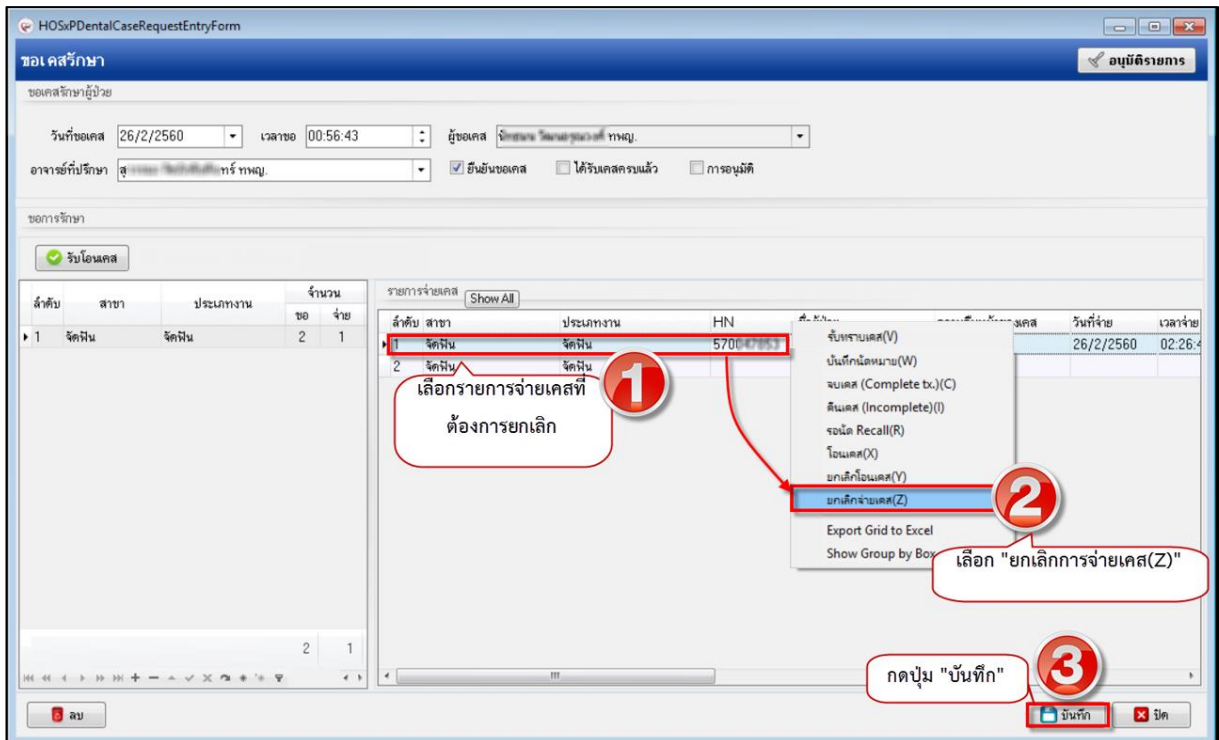 HOSxPDentalCaseRequestEntryForm
ขอเคสรักษา
อนุมัติรายการ
ขอเคสรักษาผู้ป่วย
วันที่ขอเคส 26/2/2560 เวลาขอ 00:56:43 ผู้ขอเคส ทพญ.
อาจารย์ที่ปรึกษา ทพญ. ยืนยันขอเคส ได้รับเคสครบแล้ว การอนุมัติ
ขอการรักษา
รับโอนเคส
ลำดับ สาขา ประเภทงาน จำนวน
ขอ จ่าย
1 จัดฟัน จัดฟัน 2 1
2 1
รายการจ่ายเคส Show All
ลำดับ สาขา ประเภทงาน HN วันที่จ่าย เวลาจ่าย
1 จัดฟัน จัดฟัน 26/2/2560 02:26:4
2 จัดฟัน จัดฟัน
1
เลือกรายการจ่ายเคสที่
ต้องการยกเลิก
รับทราบเคส(V)
บันทึกนัดหมาย(W)
จบเคส (Complete tx.)(C)
คืนเคส (Incomplete)(I)
รอนัด Recall(R)
โอนเคส(X)
ยกเลิกโอนเคส(Y)
ยกเลิกจ่ายเคส(Z)
Export Grid to Excel
Show Group by Box
2
เลือก "ยกเลิกการจ่ายเคส(Z)"
3
กดปุ่ม "บันทึก"
ลบ
บันทึก ปิด